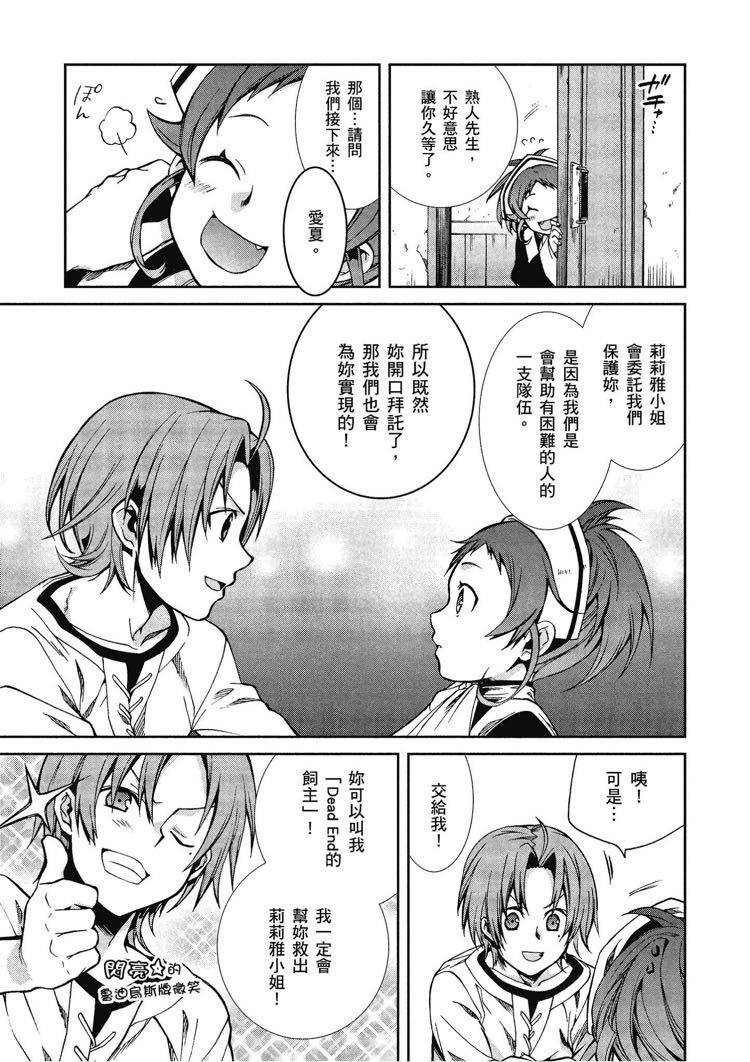 ガチャ…
熟人先生，
不好意思
讓你久等了。
那個…請問
我們接下來…
愛夏。
ぽん
莉莉雅小姐
會委託我們
保護妳，
是因為我們是
會幫助有困難的人的
一支隊伍。
所以既然
妳開口拜託了，
那我們也會
為妳實現的！
咦！
可是…
交給我！
妳可以叫我
「Dead End的
飼主」！
我一定會
幫妳救出
莉莉雅小姐！
閃亮☆的
魯迪烏斯牌微笑